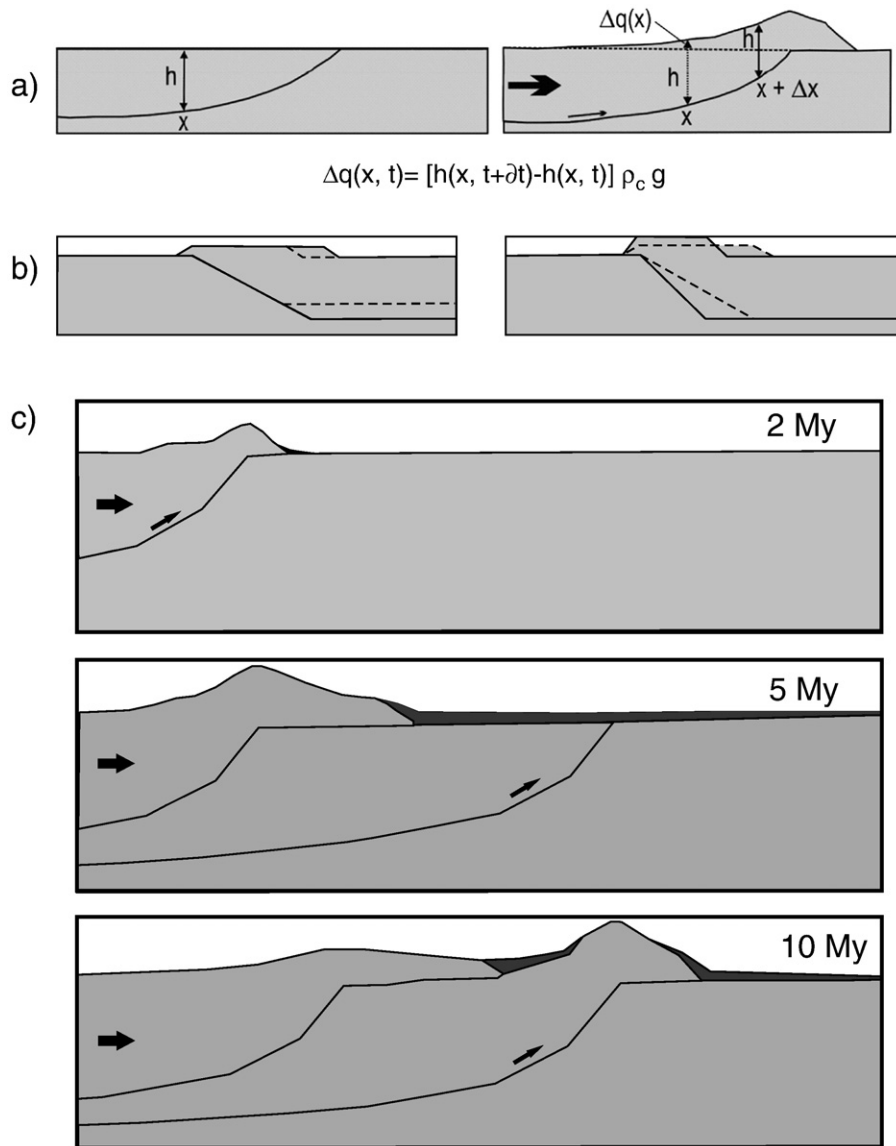 a)
h
x
Δq(x)
h
h
x
x + Δx
Δq(x, t)= [h(x, t+∂t)-h(x, t)] ρc g
b)
c)
2 My
5 My
10 My